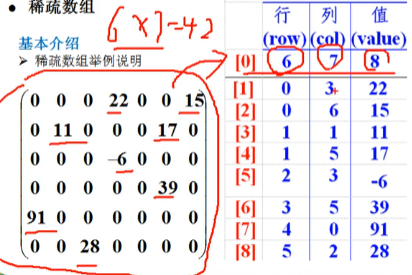 ● 稀疏数组
6×7=42
基本介绍
➢ 稀疏数组举例说明
0 0 0 22 0 0 15
0 11 0 0 0 17 0
0 0 0 -6 0 0 0
0 0 0 0 0 39 0
91 0 0 0 0 0 0
0 0 28 0 0 0 0
行 列 值
(row) (col) (value)
[0] 6 7 8
[1] 0 3 22
[2] 0 6 15
[3] 1 1 11
[4] 1 5 17
[5] 2 3 -6
[6] 3 5 39
[7] 4 0 91
[8] 5 2 28